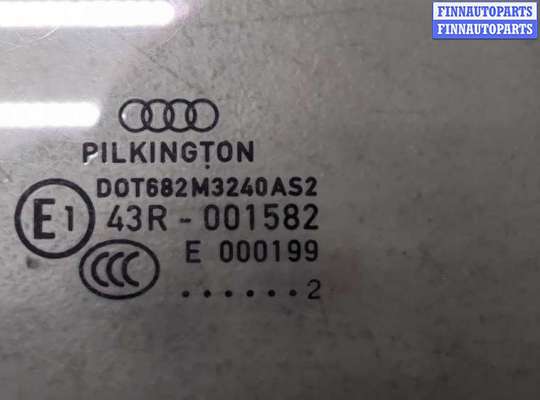 FINNAUTOPARTS
FINNAUTOPARTS
PILKINGTON
DOT682M3240AS2
E1 43R - 001582
E 000199
CCC
......2